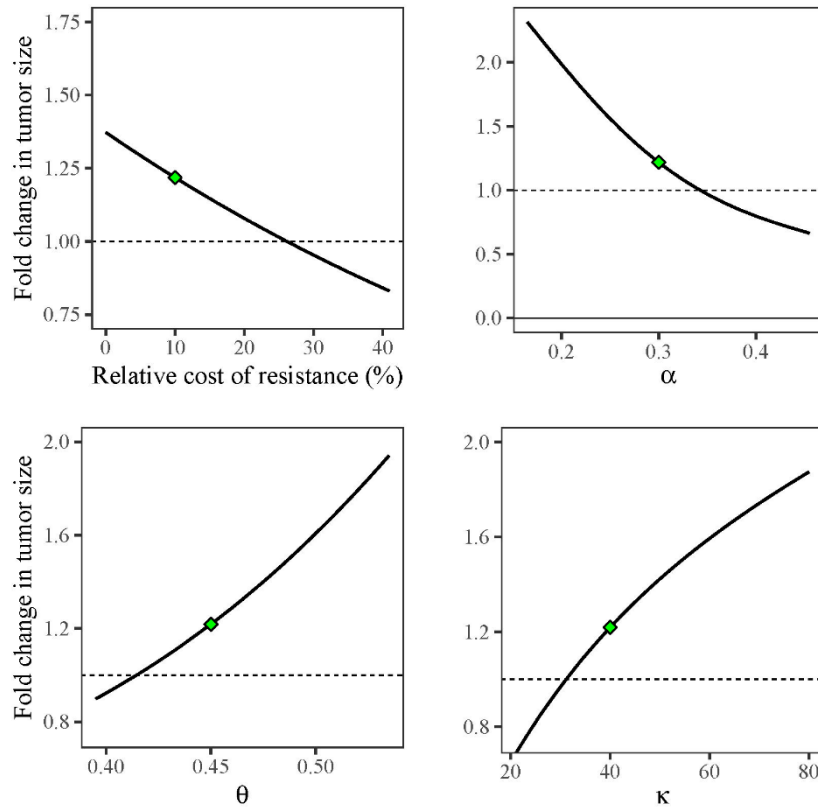 Fold change in tumor size
1.75
1.50
1.25
1.00
0.75
0 10 20 30 40
Relative cost of resistance (%)
2.0
1.5
1.0
0.5
0.0
0.2 0.3 0.4
α
Fold change in tumor size
2.0
1.6
1.2
0.8
0.40 0.45 0.50
θ
2.0
1.6
1.2
0.8
20 40 60 80
κ